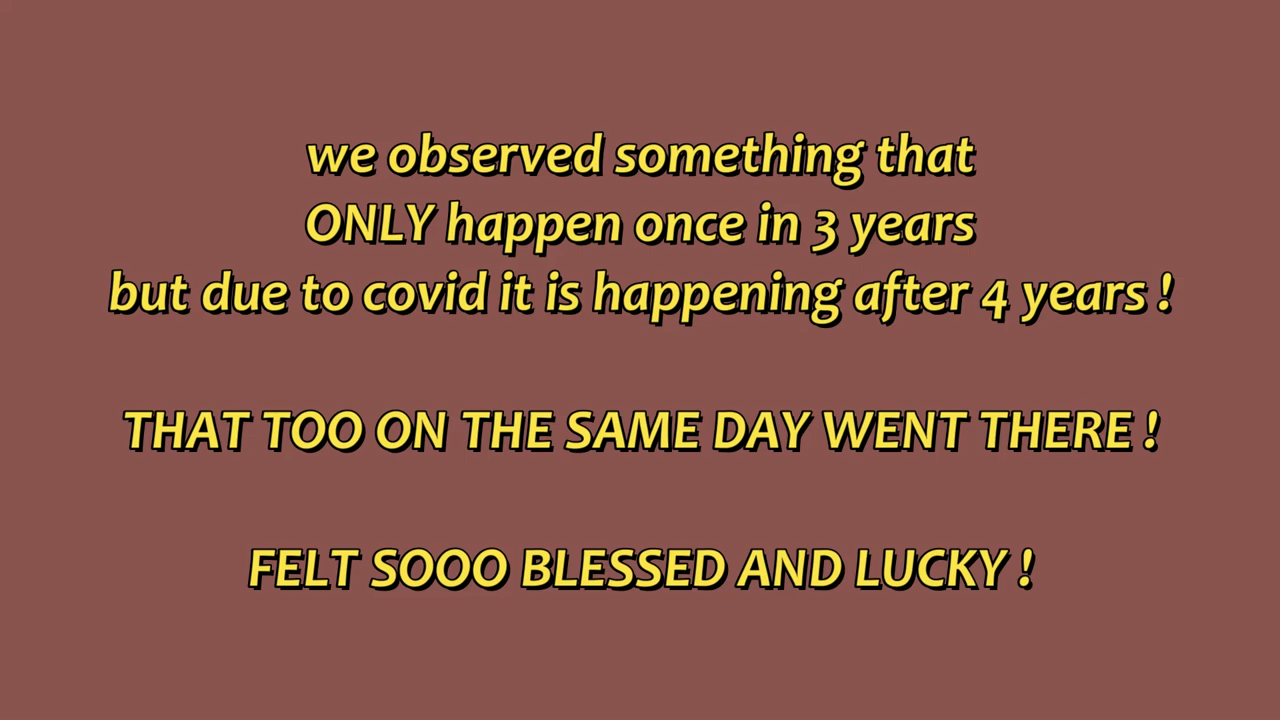 we observed something that
ONLY happen once in 3 years
but due to covid it is happening after 4 years !
THAT TOO ON THE SAME DAY WENT THERE !
FELT SOOO BLESSED AND LUCKY !